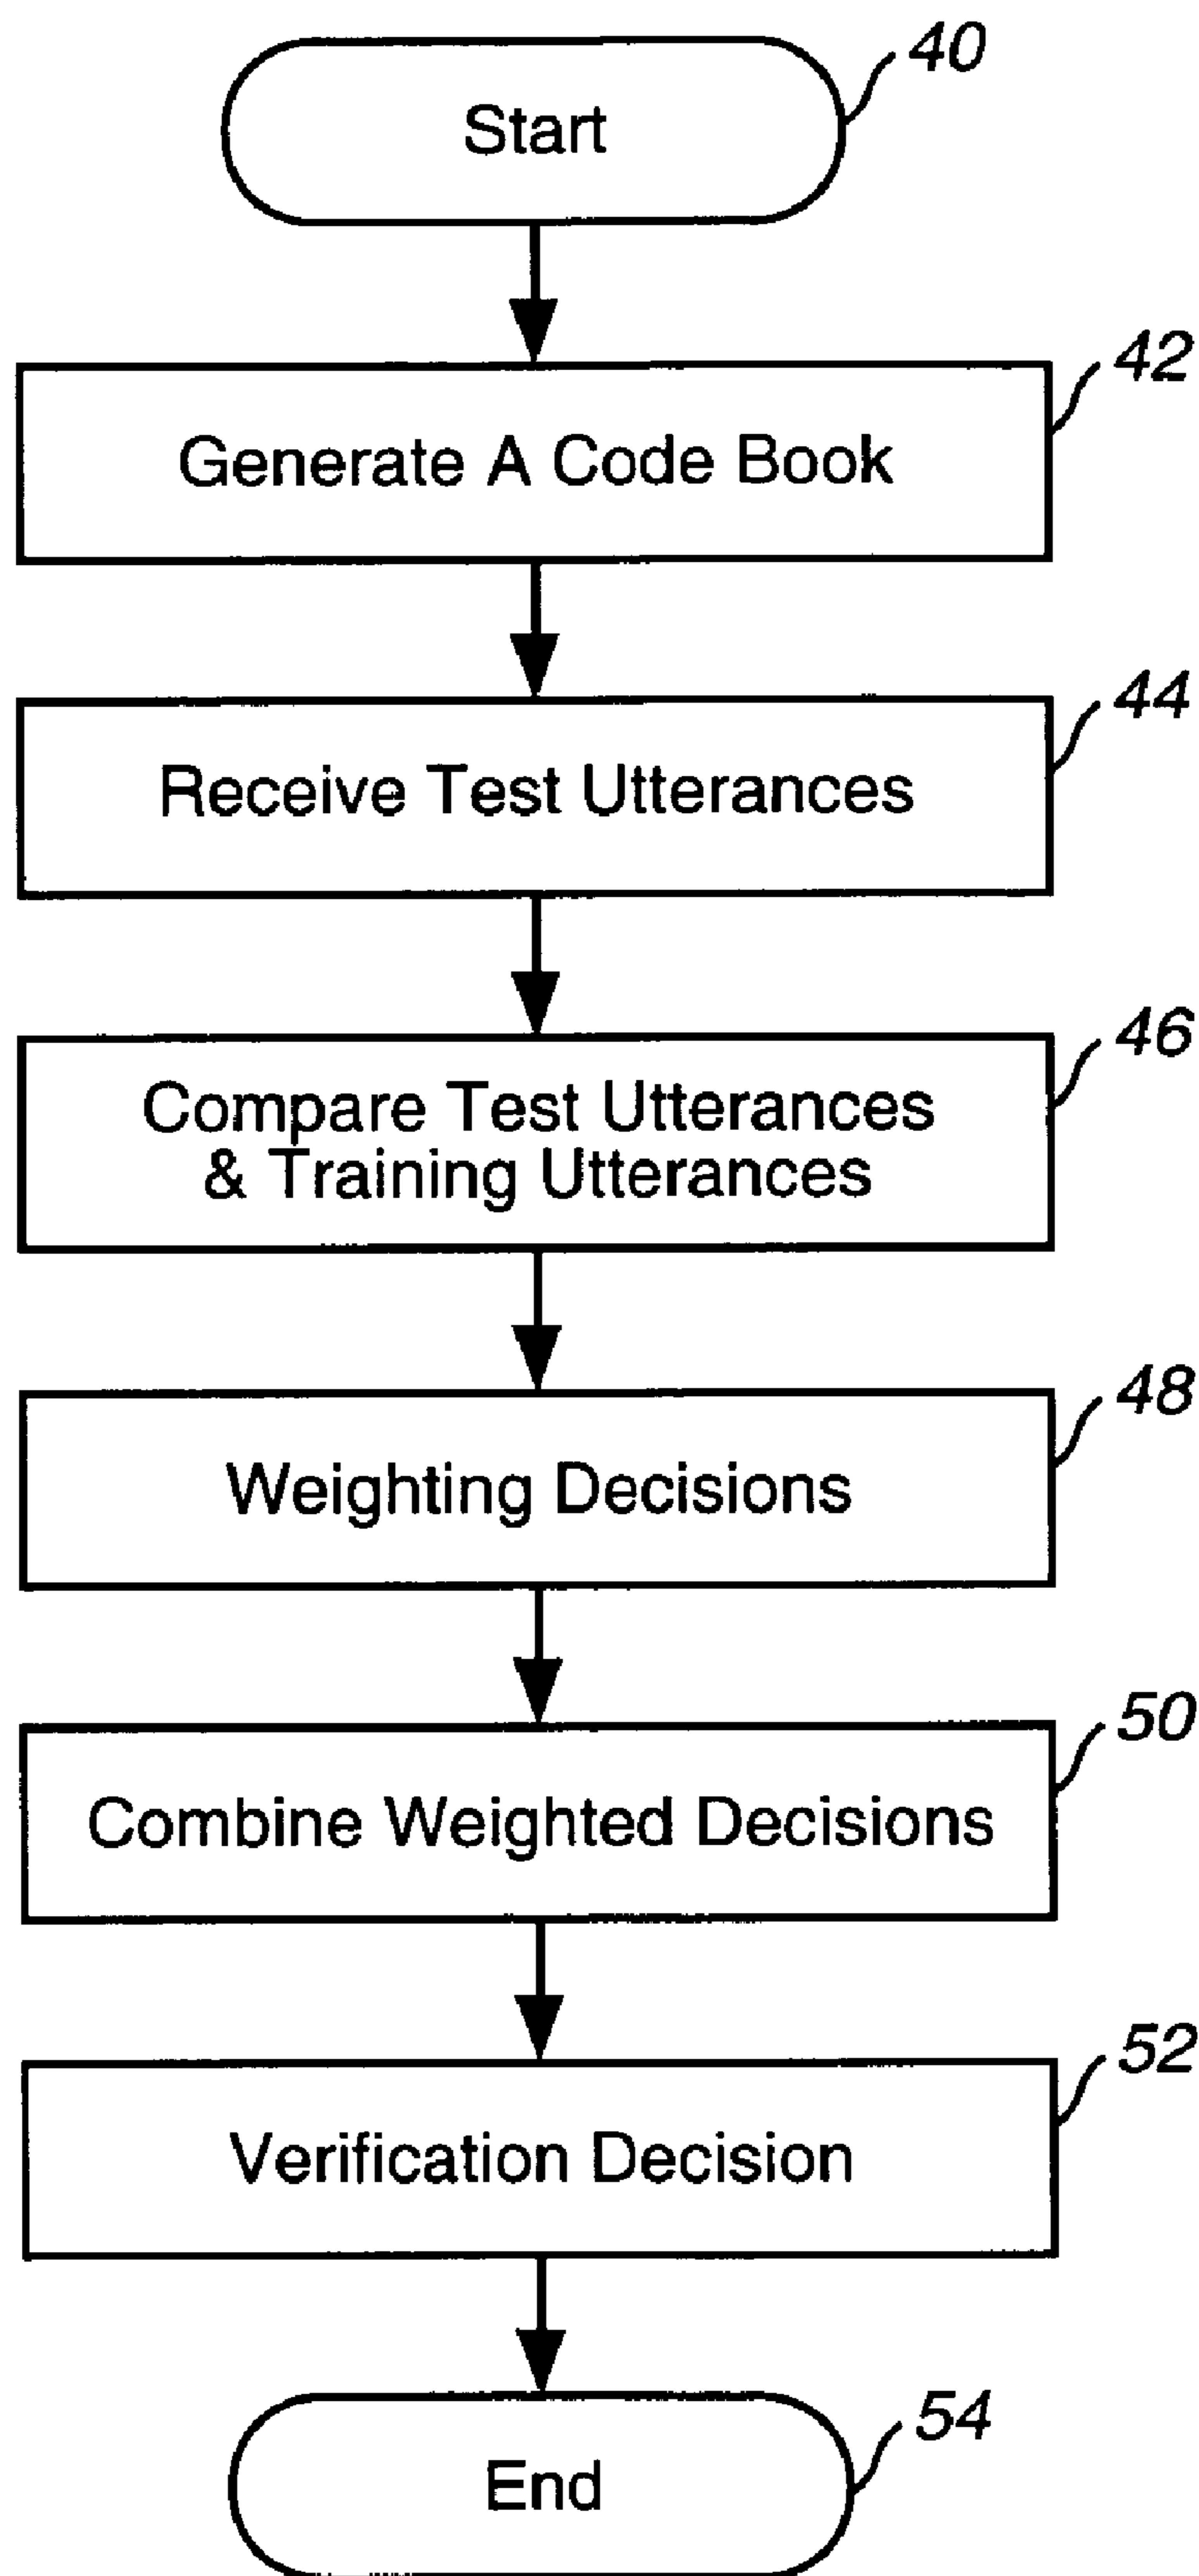 Start
40
Generate A Code Book
42
Receive Test Utterances
44
Compare Test Utterances
& Training Utterances
46
Weighting Decisions
48
Combine Weighted Decisions
50
Verification Decision
52
End
54